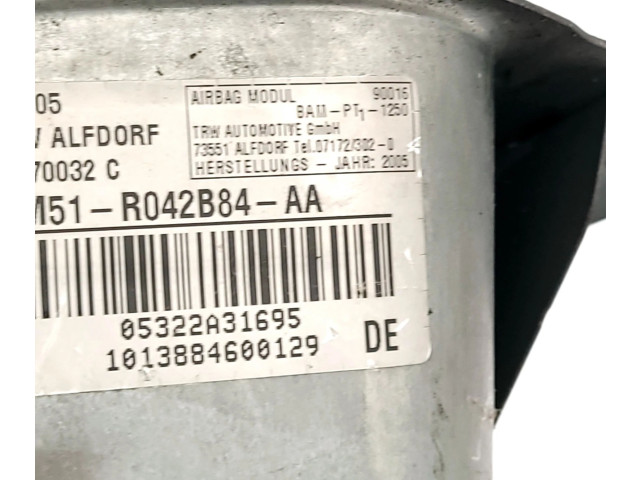 05
AIRBAG MODUL 90016
BAM-PT1-1250
ALFDORF
TRW AUTOMOTIVE GmbH
73551 ALFDORF Tel.07172/302-0
70032 C
HERSTELLUNGS - JAHR: 2005
M51-R042B84-AA
05322A31695
1013884600129 DE